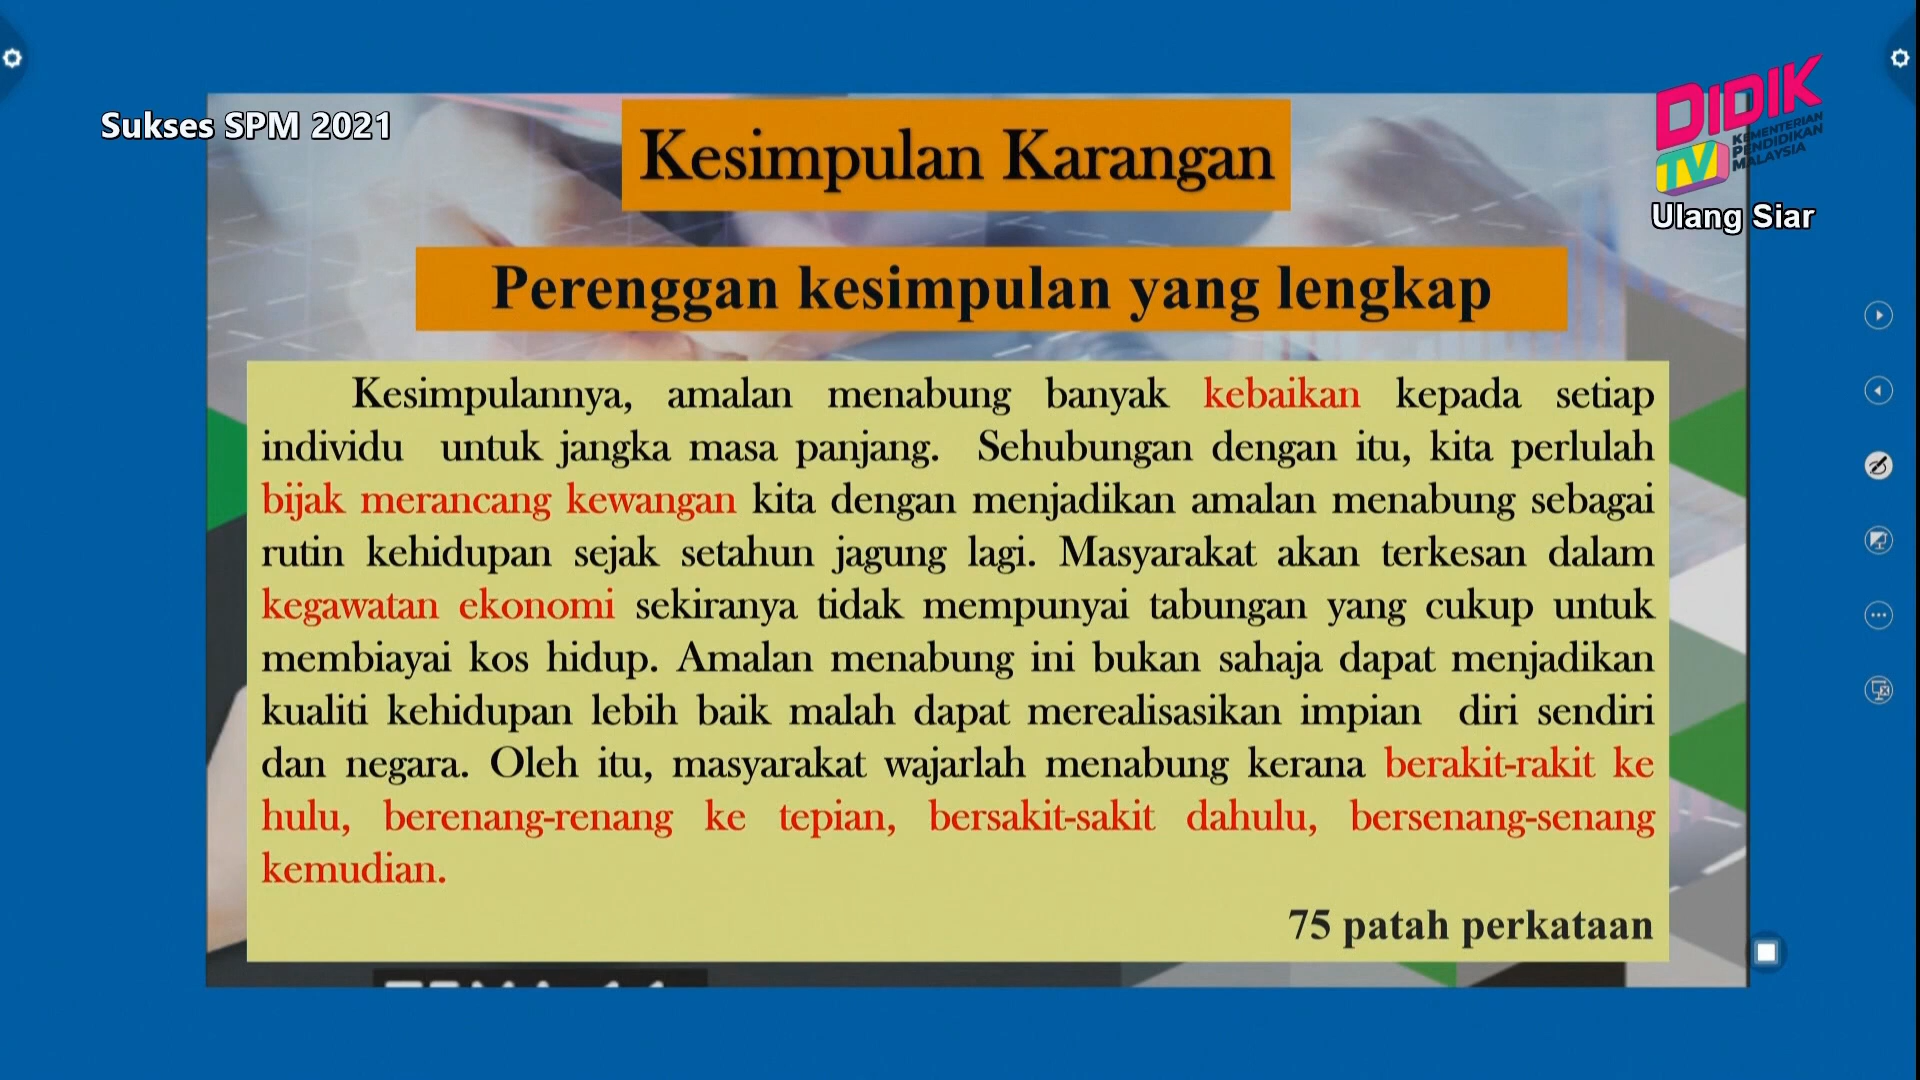 Sukses SPM 2021
DIDIK
TV
KEMENTERIAN
PENDIDIKAN
MALAYSIA
Ulang Siar
Kesimpulan Karangan
Perenggan kesimpulan yang lengkap
Kesimpulannya, amalan menabung banyak kebaikan kepada setiap
individu untuk jangka masa panjang. Sehubungan dengan itu, kita perlulah
bijak merancang kewangan kita dengan menjadikan amalan menabung sebagai
rutin kehidupan sejak setahun jagung lagi. Masyarakat akan terkesan dalam
kegawatan ekonomi sekiranya tidak mempunyai tabungan yang cukup untuk
membiayai kos hidup. Amalan menabung ini bukan sahaja dapat menjadikan
kualiti kehidupan lebih baik malah dapat merealisasikan impian diri sendiri
dan negara. Oleh itu, masyarakat wajarlah menabung kerana berakit-rakit ke
hulu, berenang-renang ke tepian, bersakit-sakit dahulu, bersenang-senang
kemudian.
75 patah perkataan